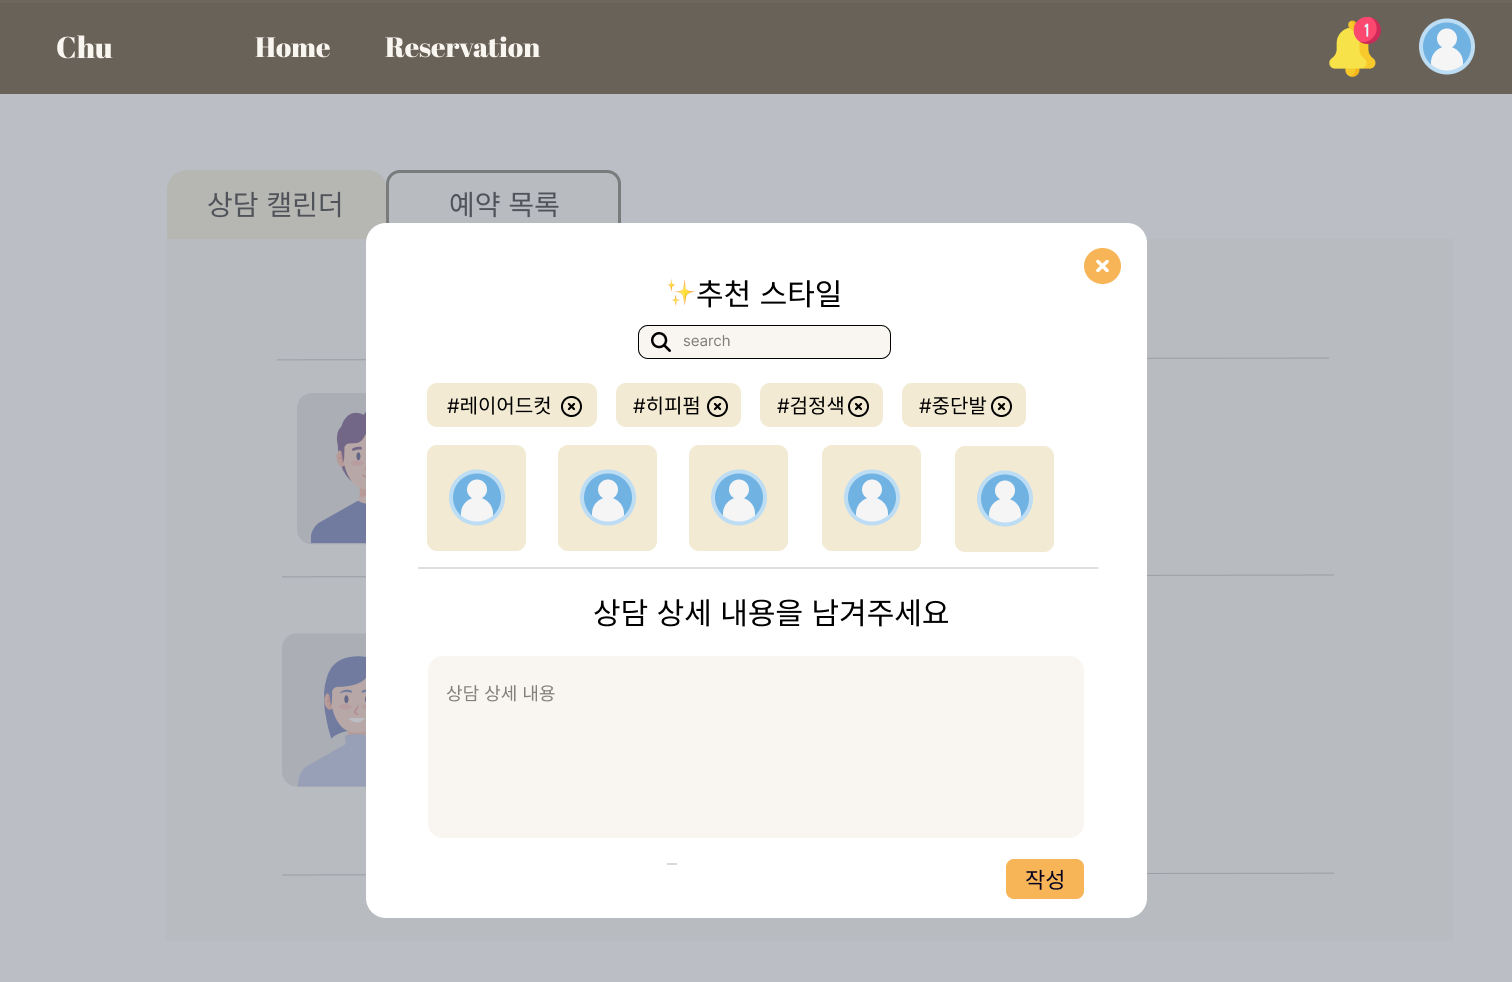 Chu Home Reservation 1
상담 캘린더 예약 목록
✨추천 스타일
search
#레이어드컷 #히피펌 #검정색 #중단발
상담 상세 내용을 남겨주세요
상담 상세 내용
작성